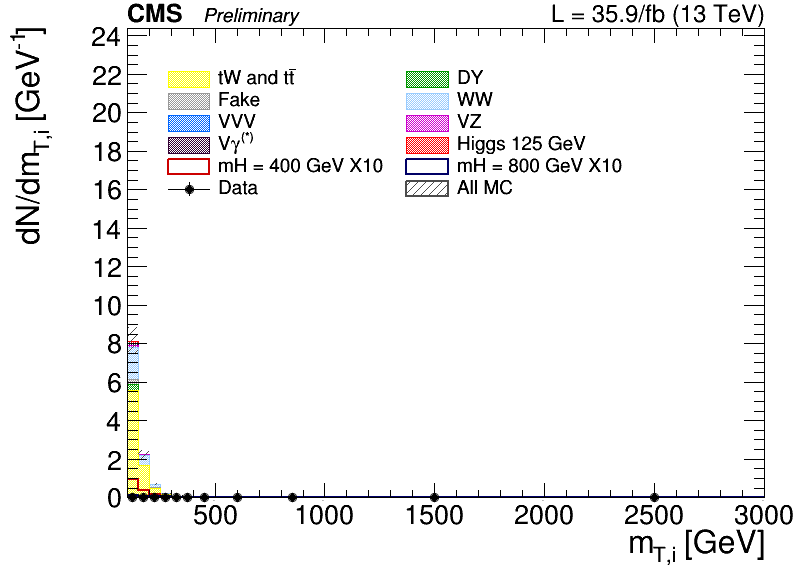 CMS Preliminary L = 35.9/fb (13 TeV)
dN/dm_T,i [GeV⁻¹]
24
22
20
18
16
14
12
10
8
6
4
2
0
tW and tt̄ DY
Fake WW
VVV VZ
Vγ⁽*⁾ Higgs 125 GeV
mH = 400 GeV X10 mH = 800 GeV X10
Data All MC
500 1000 1500 2000 2500 3000
m_T,i [GeV]